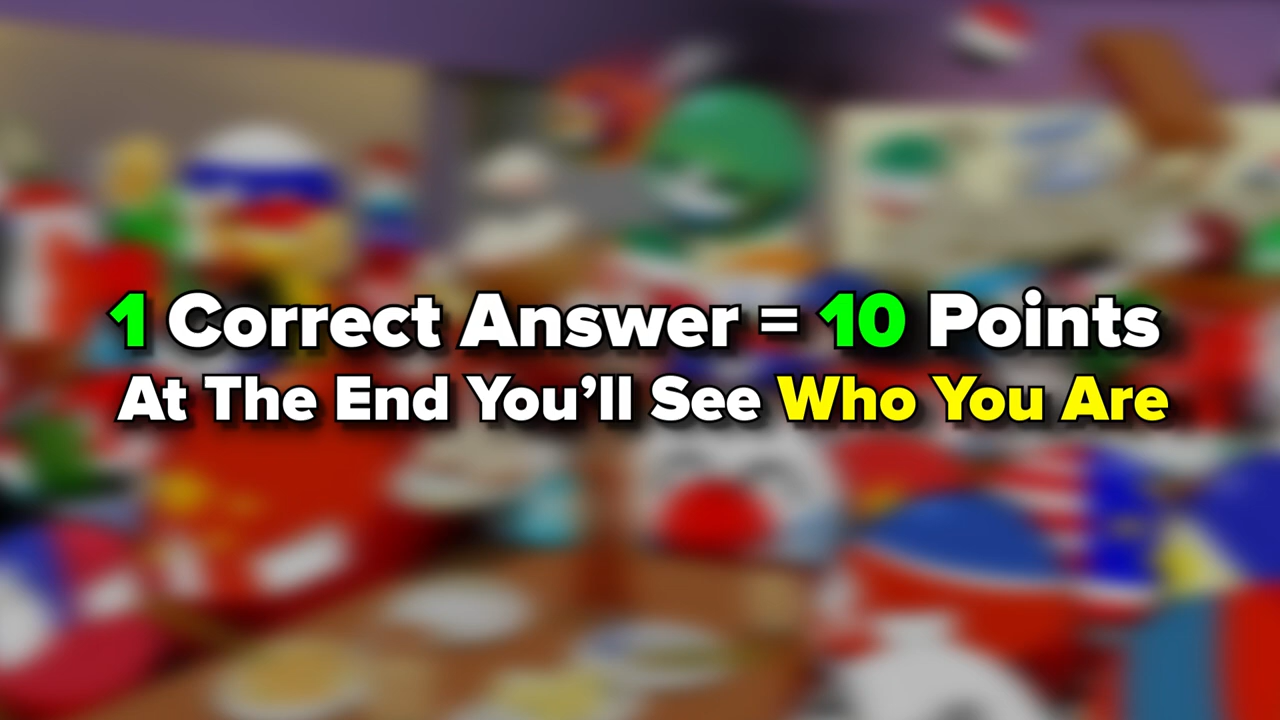 1 Correct Answer = 10 Points
At The End You’ll See Who You Are